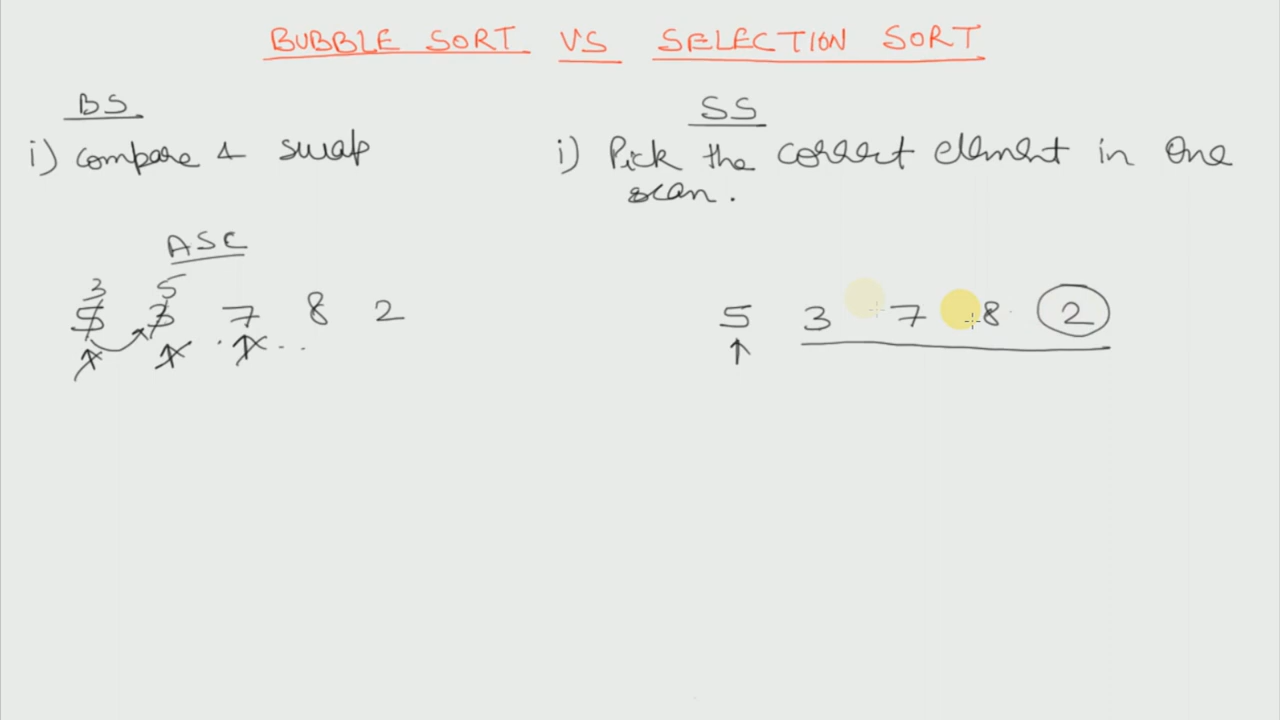 BUBBLE SORT VS SELECTION SORT
BS
i) compare & swap
ASC
3 5
5 3 7 8 2
SS
i) Pick the correct element in one
scan.
5 3 7 8 2